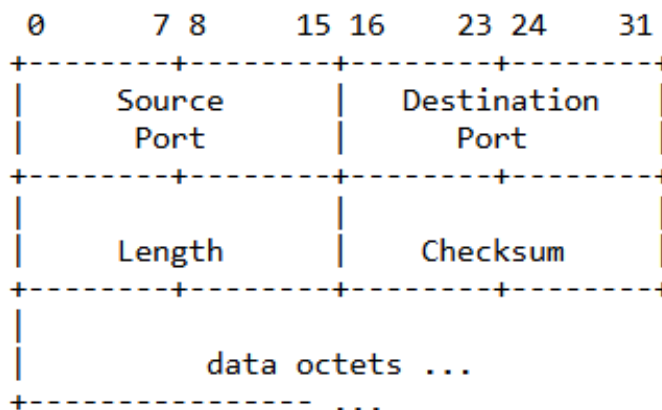 0      7 8     15 16    23 24    31
+--------+--------+--------+--------+
|     Source      |   Destination   |
|      Port       |      Port       |
+--------+--------+--------+--------+
|                 |                 |
|     Length      |    Checksum     |
+--------+--------+--------+--------+
|
|          data octets ...
+---------------- ...